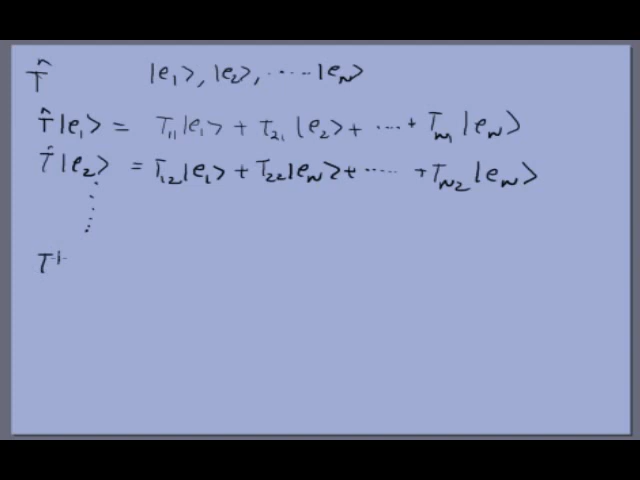 T̂ |e₁>, |e₂>, ..... |e_N>
T̂|e₁> = T₁₁|e₁> + T₂₁|e₂> + ... + T_N1|e_N>
T̂|e₂> = T₁₂|e₁> + T₂₂|e_N> + ..... + T_N2|e_N>
T